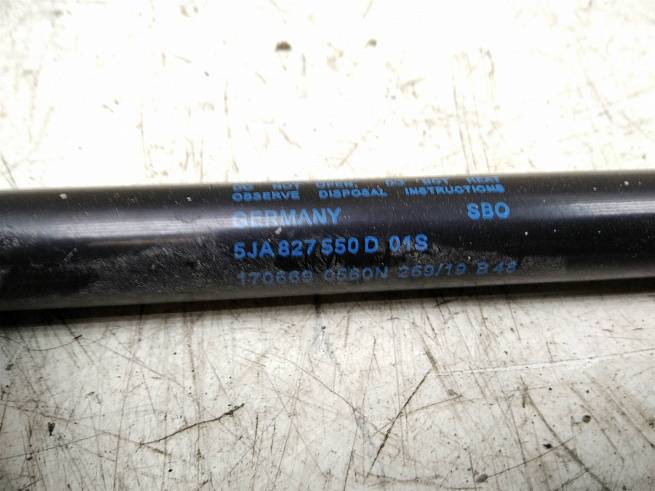 DO NOT OPEN, DO NOT HEAT
OBSERVE DISPOSAL INSTRUCTIONS
GERMANY SBO
5JA 827 550 D 01S
170669 0560N 269/19 B 48